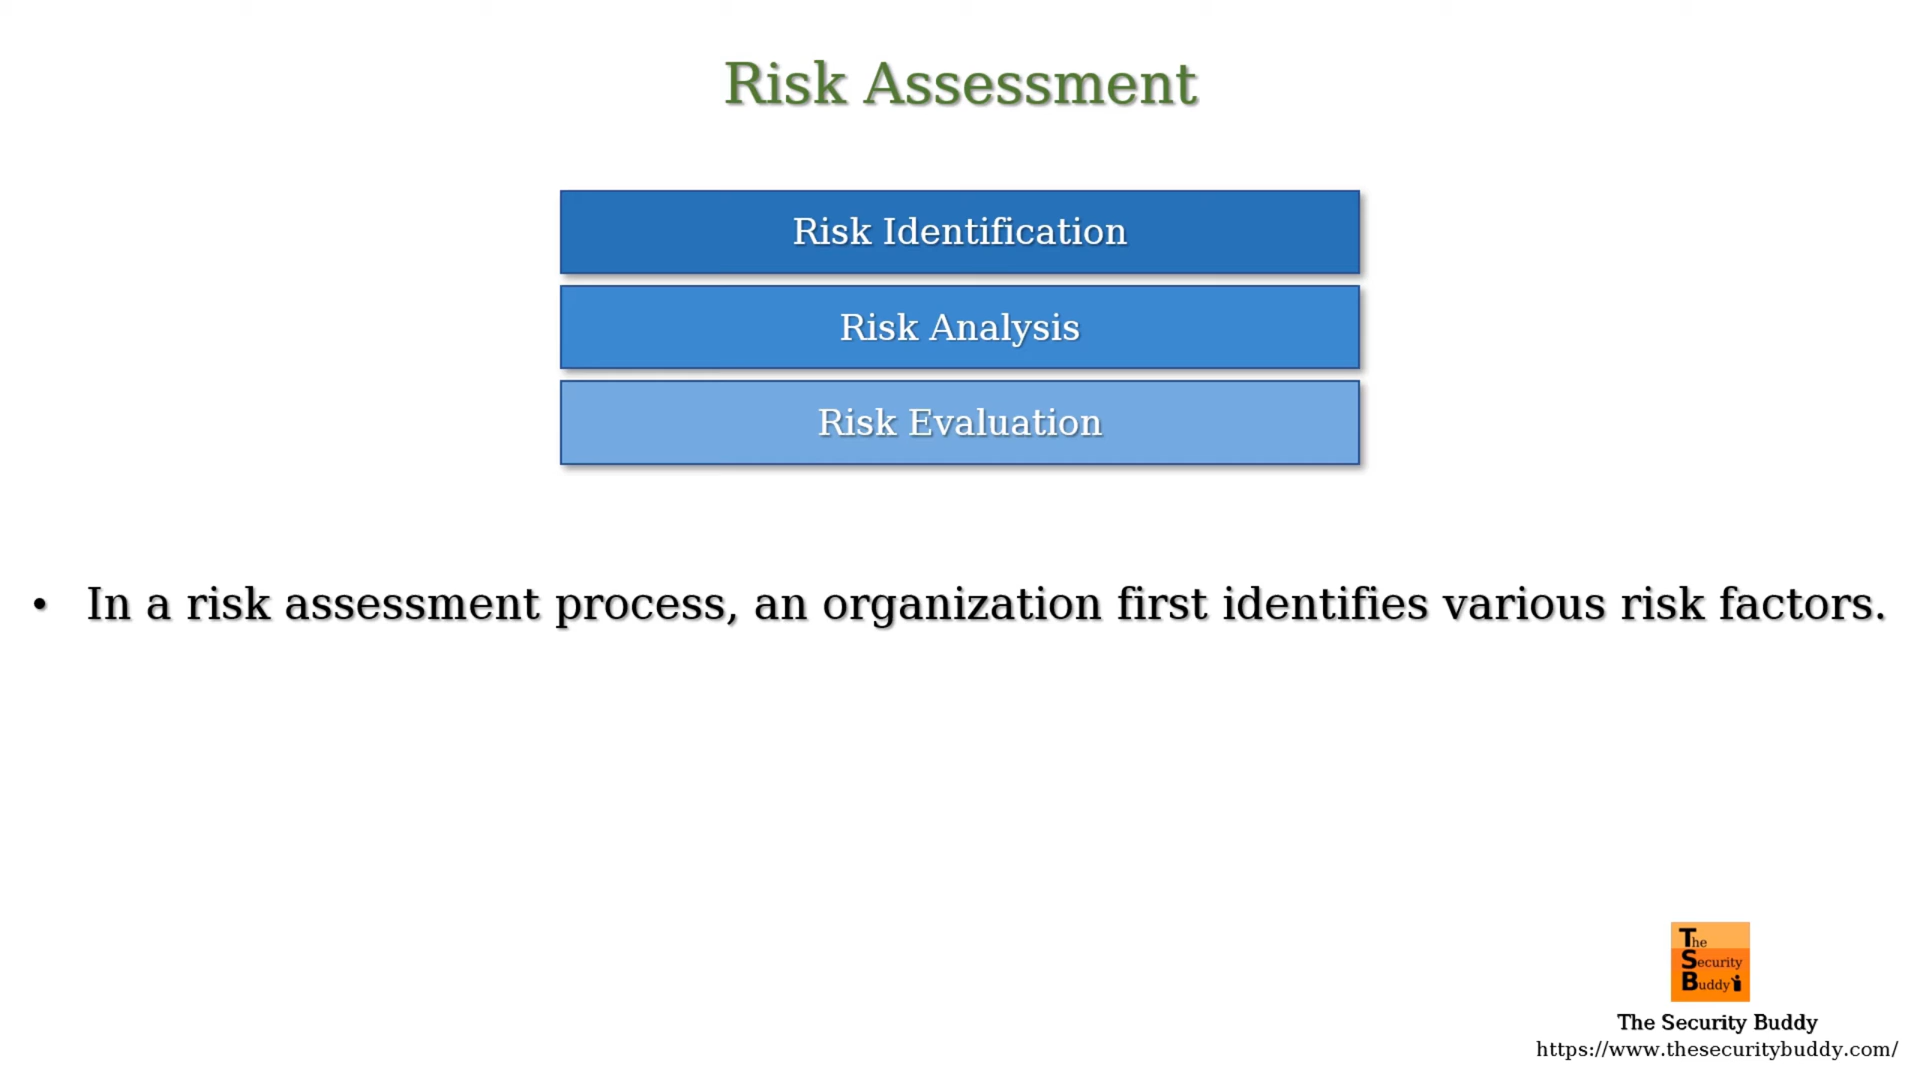 Risk Assessment
Risk Identification
Risk Analysis
Risk Evaluation
• In a risk assessment process, an organization first identifies various risk factors.
The
Security
Buddy
The Security Buddy
https://www.thesecuritybuddy.com/